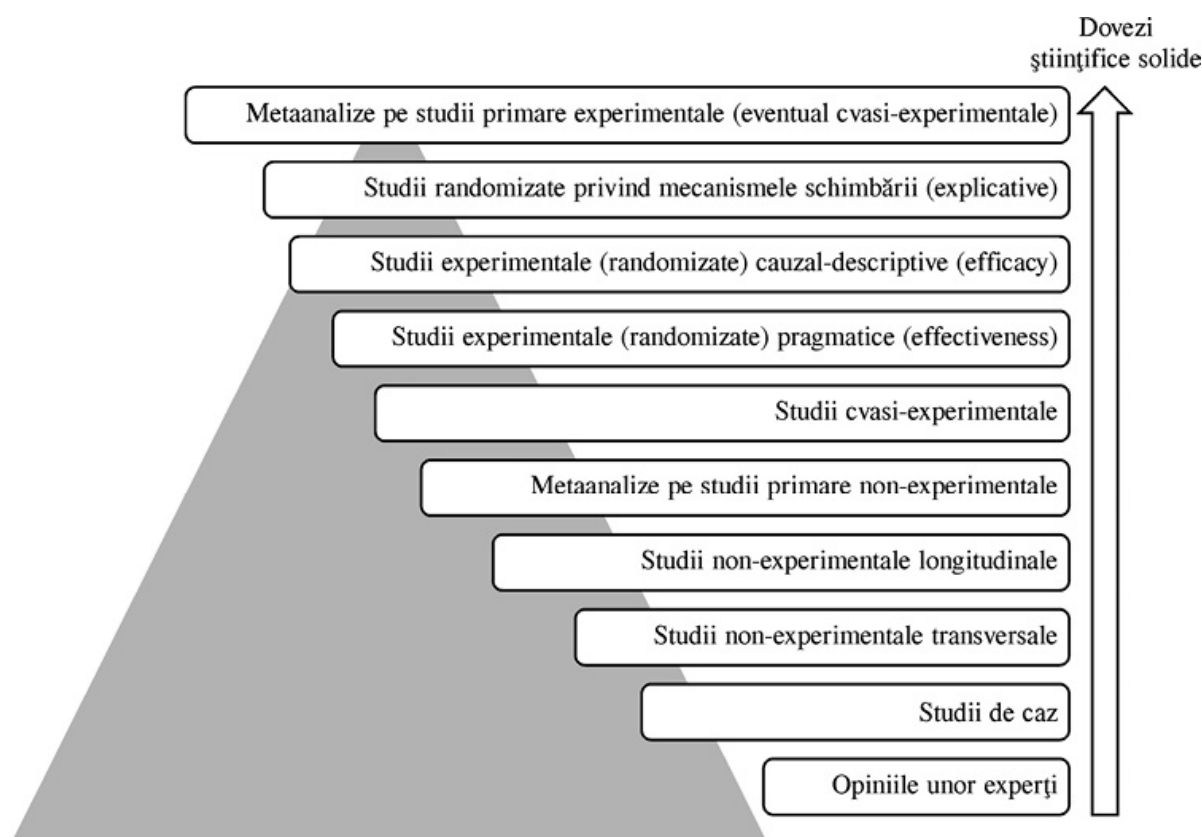 Dovezi
ştiinţifice solide
Metaanalize pe studii primare experimentale (eventual cvasi-experimentale)
Studii randomizate privind mecanismele schimbării (explicative)
Studii experimentale (randomizate) cauzal-descriptive (efficacy)
Studii experimentale (randomizate) pragmatice (effectiveness)
Studii cvasi-experimentale
Metaanalize pe studii primare non-experimentale
Studii non-experimentale longitudinale
Studii non-experimentale transversale
Studii de caz
Opiniile unor experţi